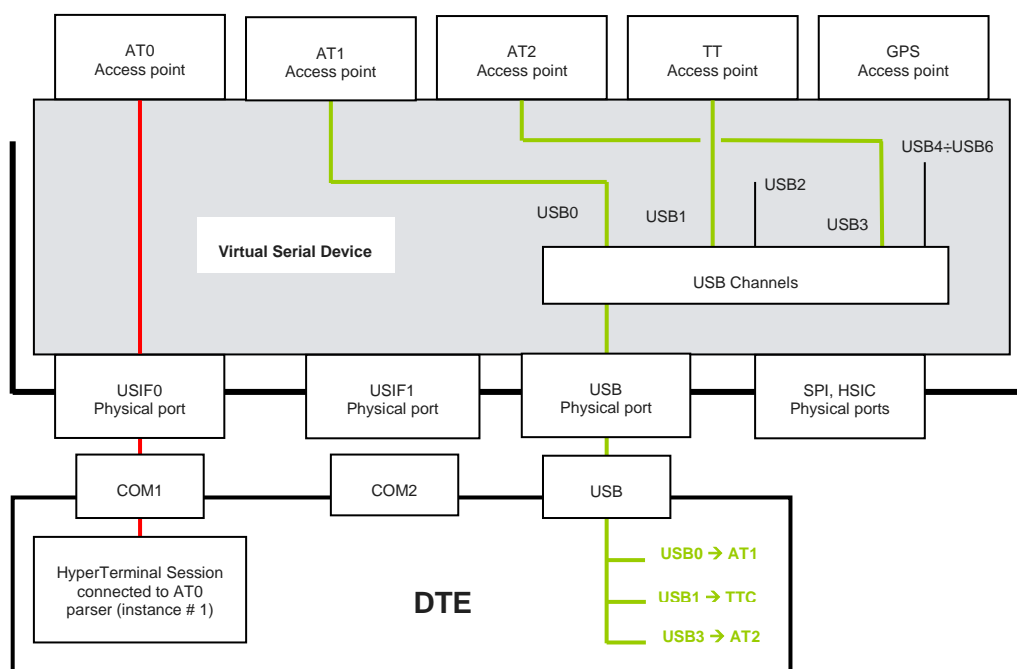 AT0
Access point
AT1
Access point
AT2
Access point
TT
Access point
GPS
Access point
USB4÷USB6
USB2
USB0
USB1
USB3
Virtual Serial Device
USB Channels
USIF0
Physical port
USIF1
Physical port
USB
Physical port
SPI, HSIC
Physical ports
COM1
COM2
USB
HyperTerminal Session
connected to AT0
parser (instance # 1)
DTE
USB0 → AT1
USB1 → TTC
USB3 → AT2